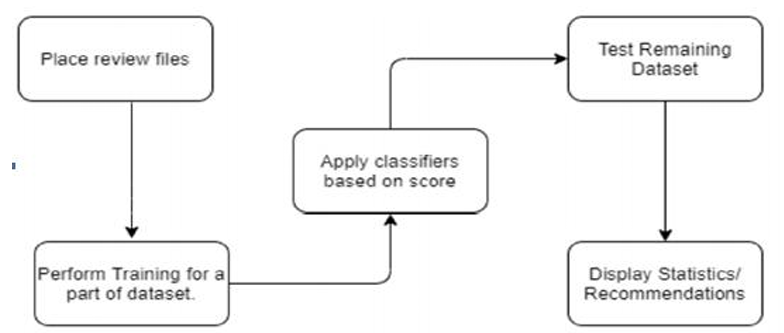 Place review files
Perform Training for a
part of dataset.
Apply classifiers
based on score
Test Remaining
Dataset
Display Statistics/
Recommendations